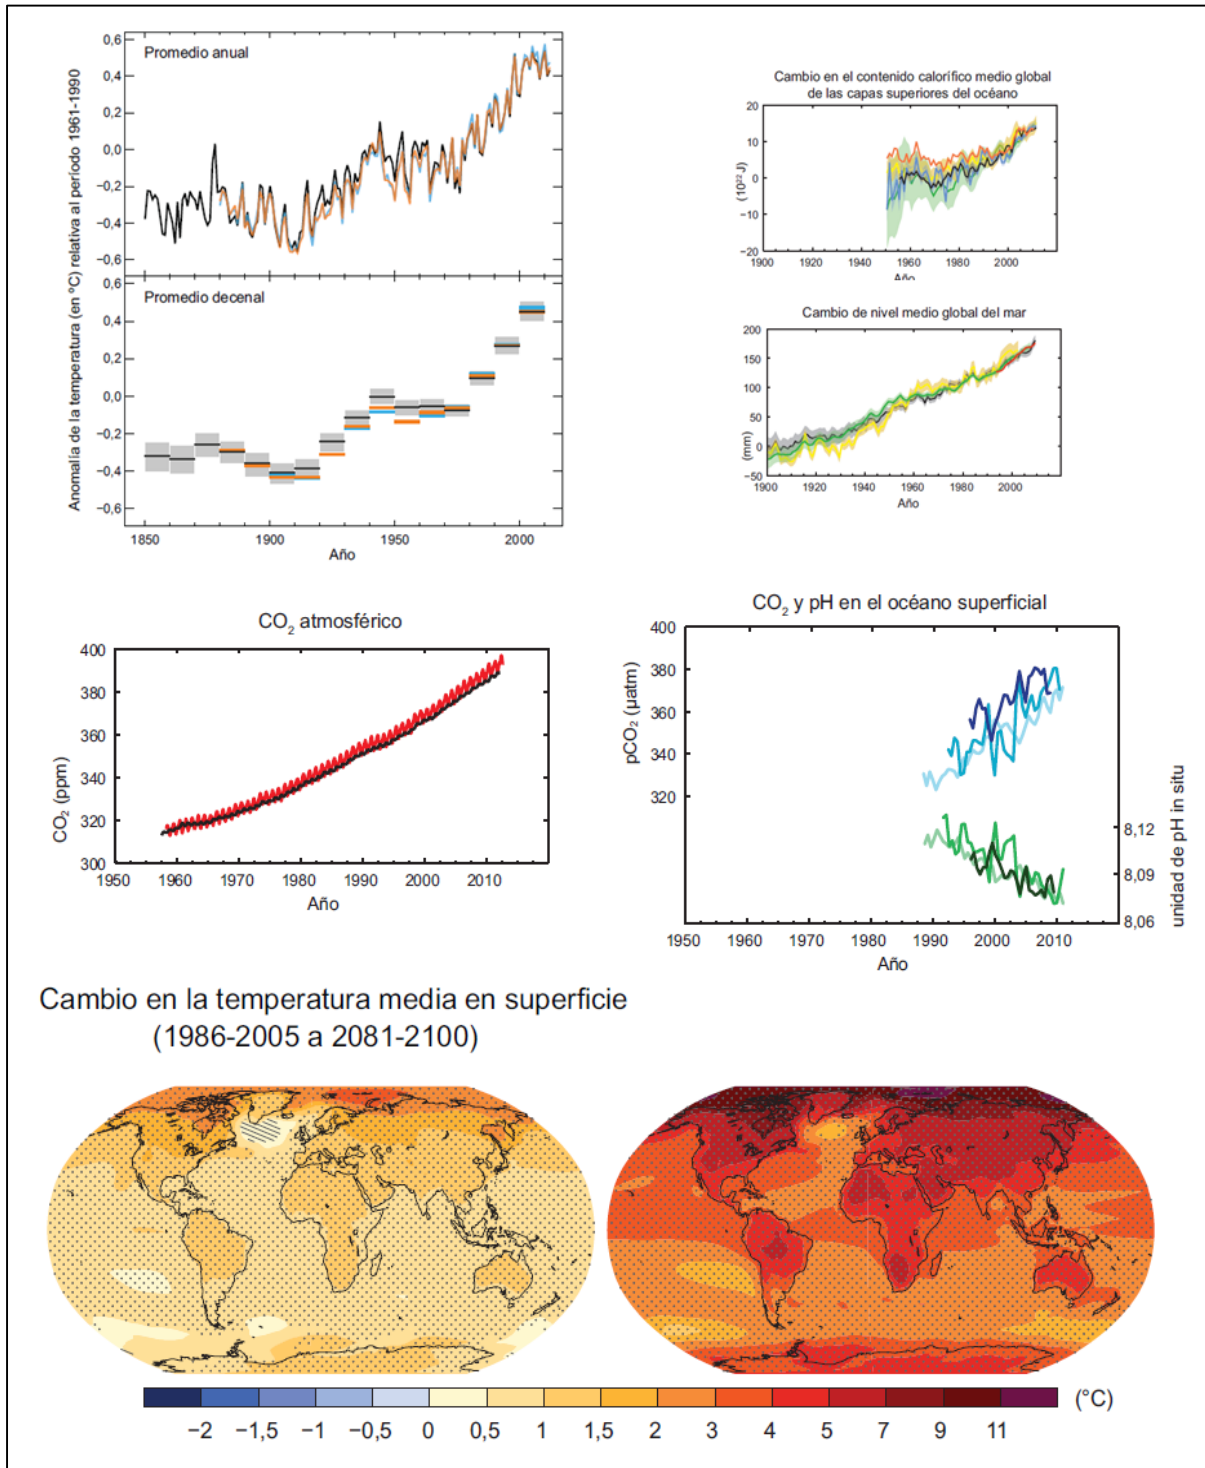 Anomalía de la temperatura (en °C) relativa al período 1961-1990
Promedio anual
0,6
0,4
0,2
0,0
−0,2
−0,4
−0,6
Promedio decenal
0,6
0,4
0,2
0,0
−0,2
−0,4
−0,6
1850 1900 1950 2000
Año
Cambio en el contenido calorífico medio global
de las capas superiores del océano
(10²² J)
20
10
0
−10
−20
1900 1920 1940 1960 1980 2000
Año
Cambio de nivel medio global del mar
(mm)
200
150
100
50
0
−50
1900 1920 1940 1960 1980 2000
Año
CO₂ atmosférico
CO₂ (ppm)
400
380
360
340
320
300
1950 1960 1970 1980 1990 2000 2010
Año
CO₂ y pH en el océano superficial
pCO₂ (µatm)
400
380
360
340
320
8,12
8,09
8,06
unidad de pH in situ
1950 1960 1970 1980 1990 2000 2010
Año
Cambio en la temperatura media en superficie
(1986-2005 a 2081-2100)
−2 −1,5 −1 −0,5 0 0,5 1 1,5 2 3 4 5 7 9 11
(°C)